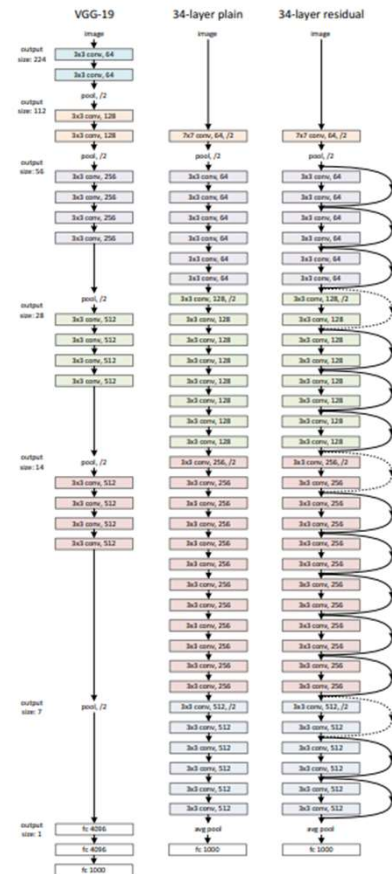 VGG-19
image
output
size: 224
3x3 conv, 64
3x3 conv, 64
output
size: 112
pool, /2
3x3 conv, 128
3x3 conv, 128
output
size: 56
pool, /2
3x3 conv, 256
3x3 conv, 256
3x3 conv, 256
3x3 conv, 256
output
size: 28
pool, /2
3x3 conv, 512
3x3 conv, 512
3x3 conv, 512
3x3 conv, 512
output
size: 14
pool, /2
3x3 conv, 512
3x3 conv, 512
3x3 conv, 512
3x3 conv, 512
output
size: 7
pool, /2
output
size: 1
fc 4096
fc 4096
fc 1000
34-layer plain
image
7x7 conv, 64, /2
pool, /2
3x3 conv, 64
3x3 conv, 64
3x3 conv, 64
3x3 conv, 64
3x3 conv, 64
3x3 conv, 64
3x3 conv, 128, /2
3x3 conv, 128
3x3 conv, 128
3x3 conv, 128
3x3 conv, 128
3x3 conv, 128
3x3 conv, 128
3x3 conv, 128
3x3 conv, 256, /2
3x3 conv, 256
3x3 conv, 256
3x3 conv, 256
3x3 conv, 256
3x3 conv, 256
3x3 conv, 256
3x3 conv, 256
3x3 conv, 256
3x3 conv, 256
3x3 conv, 256
3x3 conv, 256
3x3 conv, 512, /2
3x3 conv, 512
3x3 conv, 512
3x3 conv, 512
3x3 conv, 512
3x3 conv, 512
avg pool
fc 1000
34-layer residual
image
7x7 conv, 64, /2
pool, /2
3x3 conv, 64
3x3 conv, 64
3x3 conv, 64
3x3 conv, 64
3x3 conv, 64
3x3 conv, 64
3x3 conv, 128, /2
3x3 conv, 128
3x3 conv, 128
3x3 conv, 128
3x3 conv, 128
3x3 conv, 128
3x3 conv, 128
3x3 conv, 128
3x3 conv, 256, /2
3x3 conv, 256
3x3 conv, 256
3x3 conv, 256
3x3 conv, 256
3x3 conv, 256
3x3 conv, 256
3x3 conv, 256
3x3 conv, 256
3x3 conv, 256
3x3 conv, 256
3x3 conv, 256
3x3 conv, 512, /2
3x3 conv, 512
3x3 conv, 512
3x3 conv, 512
3x3 conv, 512
3x3 conv, 512
avg pool
fc 1000